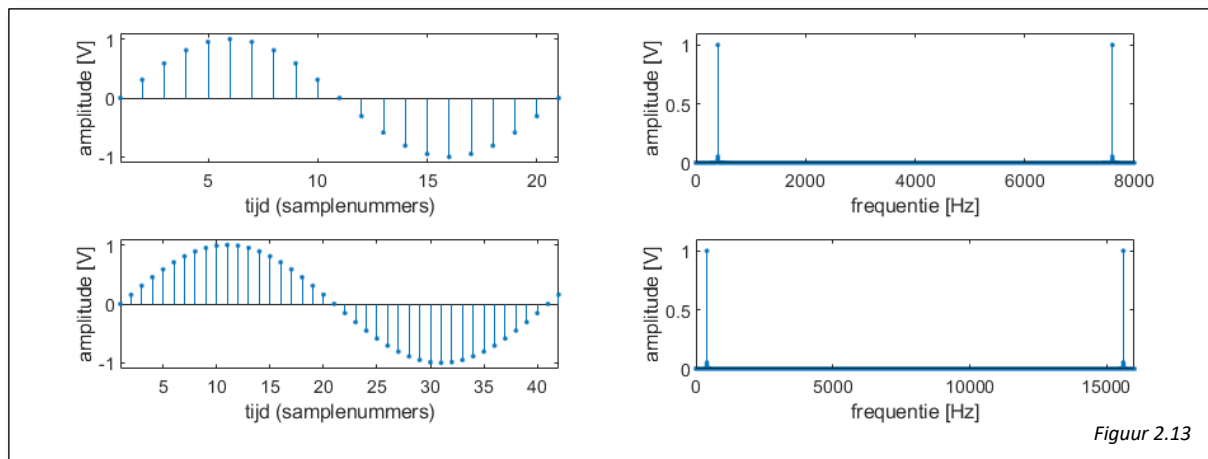 amplitude [V]
1
0
-1
5 10 15 20
tijd (samplenummers)
amplitude [V]
1
0.5
0
0 2000 4000 6000 8000
frequentie [Hz]
amplitude [V]
1
0
-1
5 10 15 20 25 30 35 40
tijd (samplenummers)
amplitude [V]
1
0.5
0
0 5000 10000 15000
frequentie [Hz]
Figuur 2.13